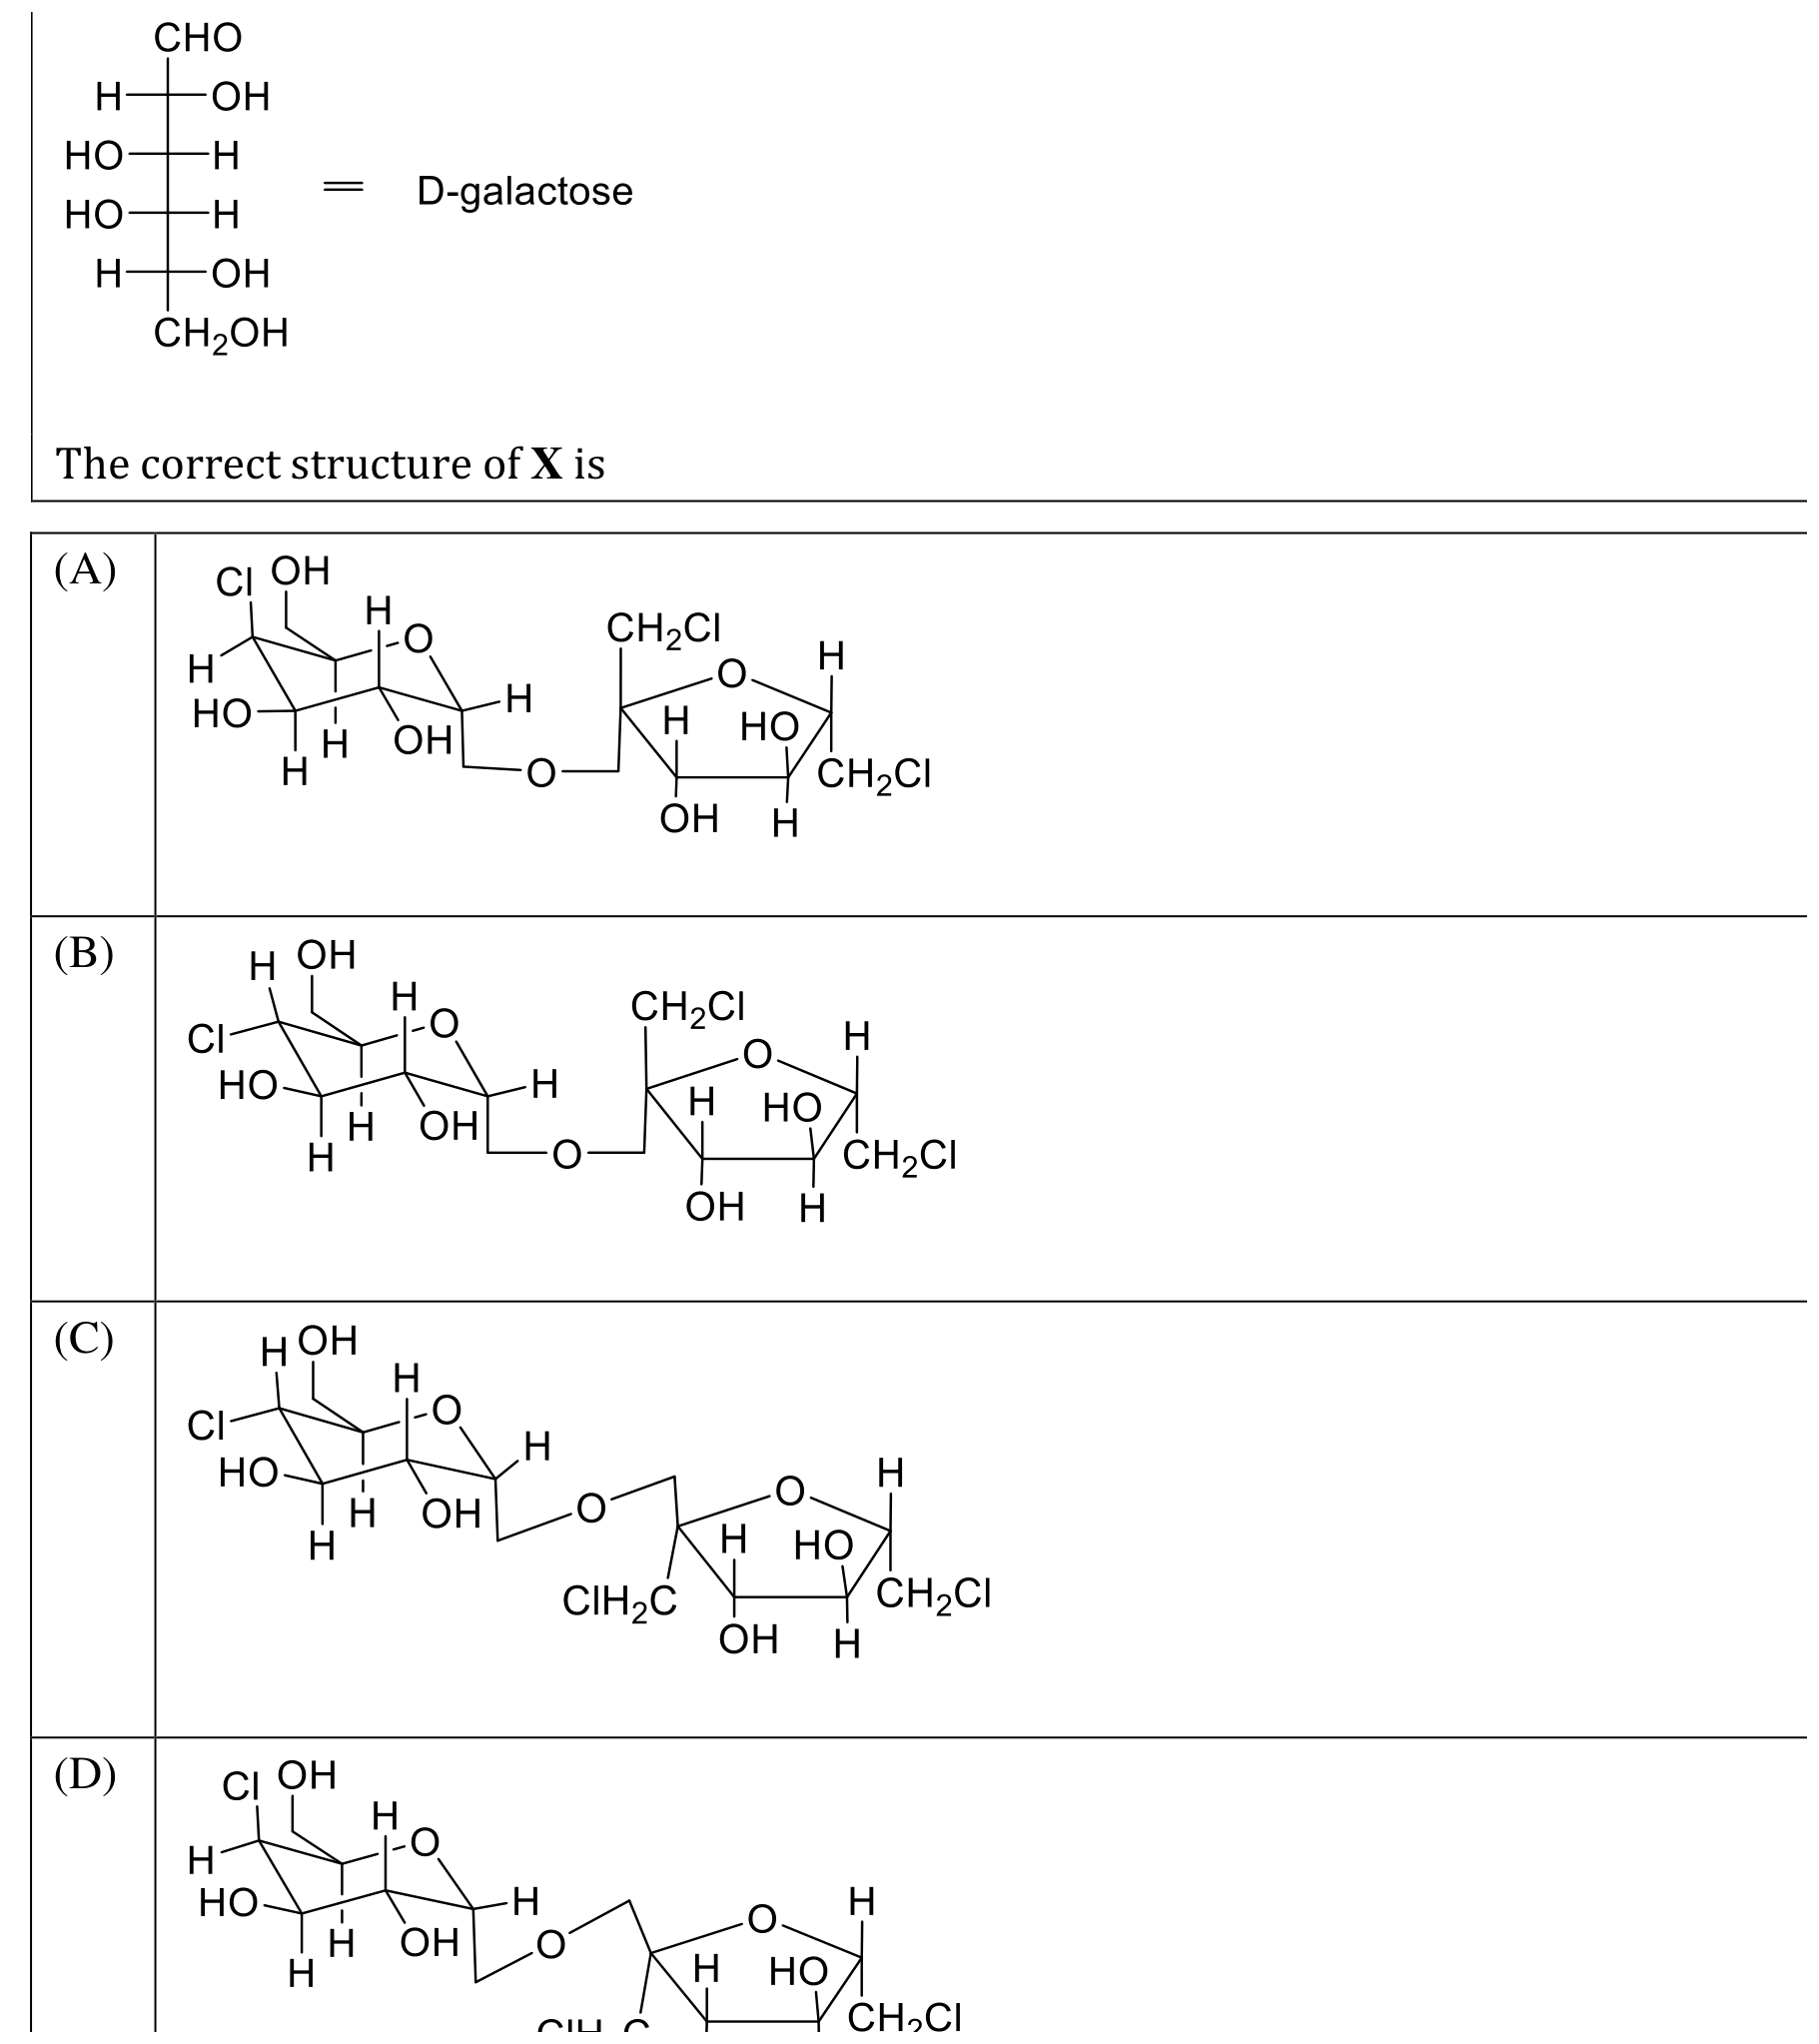 CHO
H OH
HO H
HO H
H OH
CH2OH
= D-galactose
The correct structure of X is
(A)
Cl OH
H O
H
HO H
H OH
H
O
CH2Cl
O H
H HO
CH2Cl
OH H
(B)
H OH
H O
Cl
HO H
H OH
H
O
CH2Cl
O H
H HO
CH2Cl
OH H
(C)
H OH
H O
Cl H
HO
H OH
H
O
O H
H HO
ClH2C CH2Cl
OH H
(D)
Cl OH
H O
H
HO H
H OH
H
O
O H
H HO
CH2Cl